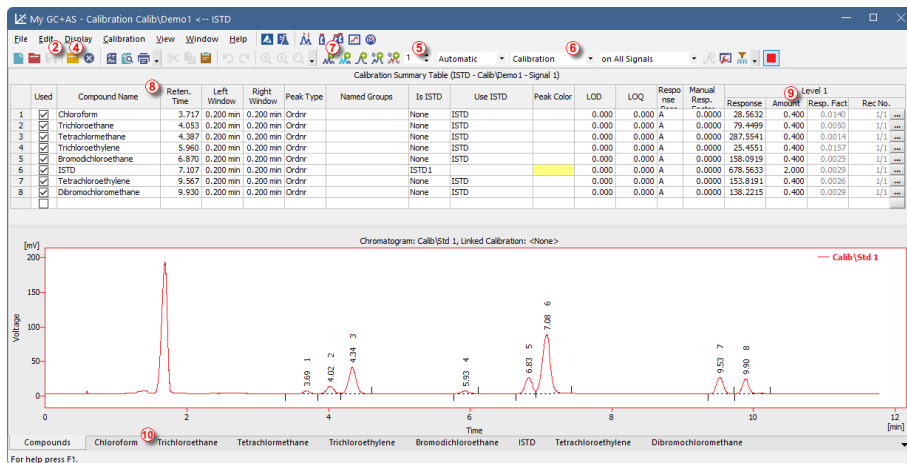 My GC+AS - Calibration Calib\Demo1 <-- ISTD
File Edit Display Calibration View Window Help
② ④ ⑦ 1 ⑤ Automatic Calibration ⑥ on All Signals
Calibration Summary Table (ISTD - Calib\Demo1 - Signal 1)
Used Compound Name ⑧ Reten. Time Left Window Right Window Peak Type Named Groups Is ISTD Use ISTD Peak Color LOD LOQ Respo nse Manual Resp. ⑨ Level 1
Response Amount Resp. Fact Rec No.
1 Chloroform 3.717 0.200 min 0.200 min Ordnr None ISTD 0.000 0.000 A 0.0000 28.5632 0.400 0.0140 1/1 ...
2 Trichloroethane 4.053 0.200 min 0.200 min Ordnr None ISTD 0.000 0.000 A 0.0000 79.4499 0.400 0.0050 1/1 ...
3 Tetrachlormethane 4.387 0.200 min 0.200 min Ordnr None ISTD 0.000 0.000 A 0.0000 287.5541 0.400 0.0014 1/1 ...
4 Trichloroethylene 5.960 0.200 min 0.200 min Ordnr None ISTD 0.000 0.000 A 0.0000 25.4551 0.400 0.0157 1/1 ...
5 Bromodichloroethane 6.870 0.200 min 0.200 min Ordnr None ISTD 0.000 0.000 A 0.0000 158.0919 0.400 0.0025 1/1 ...
6 ISTD 7.107 0.200 min 0.200 min Ordnr ISTD1 0.000 0.000 A 0.0000 678.5633 2.000 0.0029 1/1 ...
7 Tetrachloroethylene 9.567 0.200 min 0.200 min Ordnr None ISTD 0.000 0.000 A 0.0000 153.8191 0.400 0.0026 1/1 ...
8 Dibromochloromethane 9.930 0.200 min 0.200 min Ordnr None ISTD 0.000 0.000 A 0.0000 138.2215 0.400 0.0029 1/1 ...
Chromatogram: Calib\Std 1, Linked Calibration: <None>
[mV]
Calib\Std 1
200
150
100
50
0
Voltage
3.69 1
4.02 2
4.34 3
5.93 4
6.83 5
7.08 6
9.53 7
9.90 8
0 2 4 6 8 10 12
Time
[min]
Compounds Chloroform ⑩ Trichloroethane Tetrachlormethane Trichloroethylene Bromodichloroethane ISTD Tetrachloroethylene Dibromochloromethane
For help press F1.